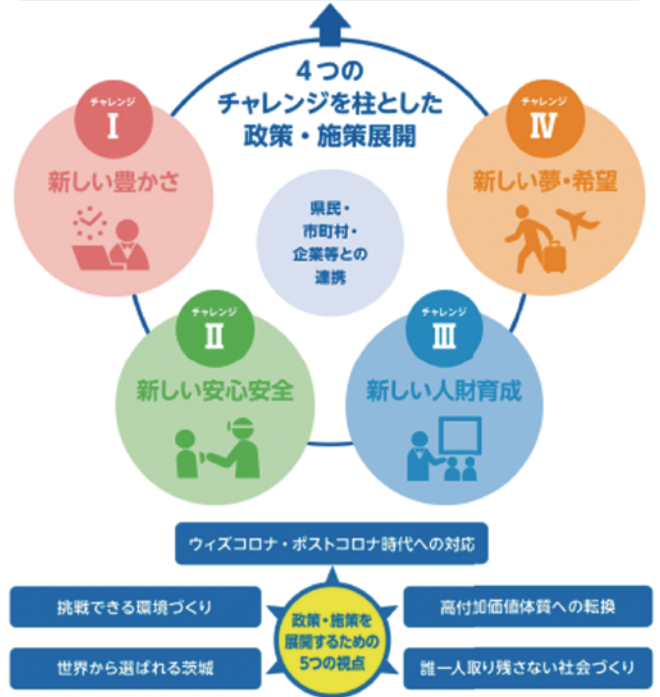 4つの
チャレンジを柱とした
政策・施策展開
チャレンジ
I
新しい豊かさ
チャレンジ
IV
新しい夢・希望
県民・
市町村・
企業等との
連携
チャレンジ
II
新しい安心安全
チャレンジ
III
新しい人財育成
ウィズコロナ・ポストコロナ時代への対応
挑戦できる環境づくり
高付加価値体質への転換
政策・施策を
展開するための
5つの視点
世界から選ばれる茨城
誰一人取り残さない社会づくり